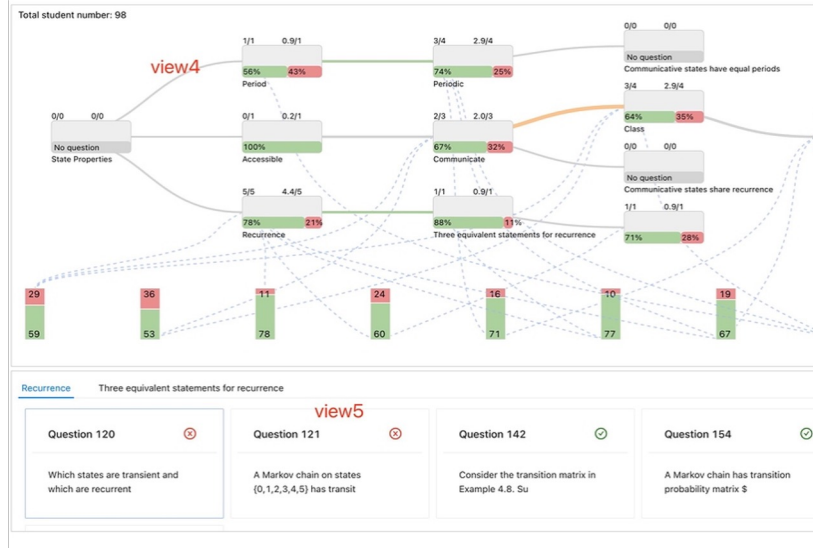 Total student number: 98
0/0 0/0
1/1 0.9/1
3/4 2.9/4
No question
view4
56% 43%
74% 25%
Communicative states have equal periods
Period
Periodic
3/4 2.9/4
0/0 0/0
0/1 0.2/1
2/3 2.0/3
64% 35%
Class
No question
100%
67% 32%
State Properties
Accessible
Communicate
0/0 0/0
No question
5/5 4.4/5
1/1 0.9/1
Communicative states share recurrence
1/1 0.9/1
78% 21%
88% 11%
Recurrence
Three equivalent statements for recurrence
71% 28%
29 36 11 24 16 10 19
59 53 78 60 71 77 67
Recurrence Three equivalent statements for recurrence
view5
Question 120
Question 121
Question 142
Question 154
Which states are transient and
which are recurrent
A Markov chain on states
{0,1,2,3,4,5} has transit
Consider the transition matrix in
Example 4.8. Su
A Markov chain has transition
probability matrix $